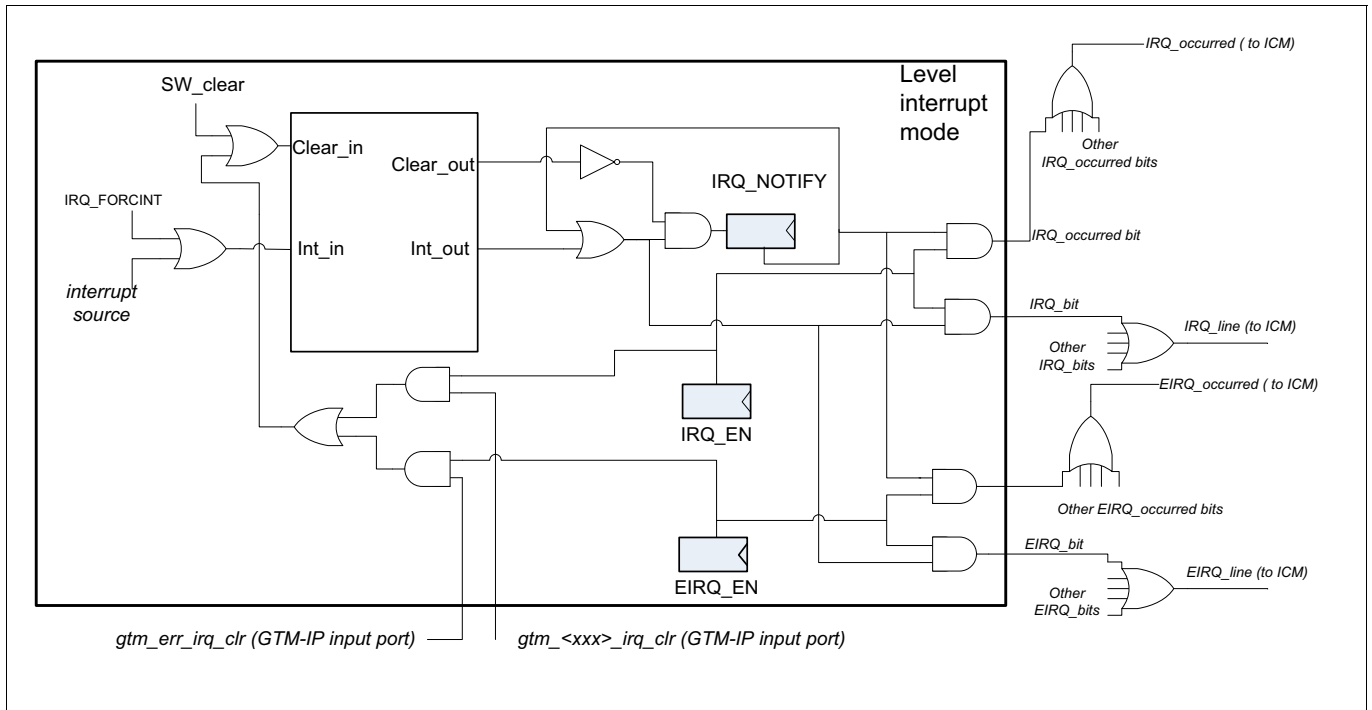 IRQ_occurred ( to ICM)
Level
interrupt
mode
SW_clear
Other
IRQ_occurred bits
Clear_in
Clear_out
IRQ_NOTIFY
IRQ_FORCINT
IRQ_occurred bit
Int_in
Int_out
interrupt
source
IRQ_bit
IRQ_line (to ICM)
Other
IRQ_bits
EIRQ_occurred ( to ICM)
IRQ_EN
Other EIRQ_occurred bits
EIRQ_bit
EIRQ_line (to ICM)
EIRQ_EN
Other
EIRQ_bits
gtm_err_irq_clr (GTM-IP input port)
gtm_<xxx>_irq_clr (GTM-IP input port)